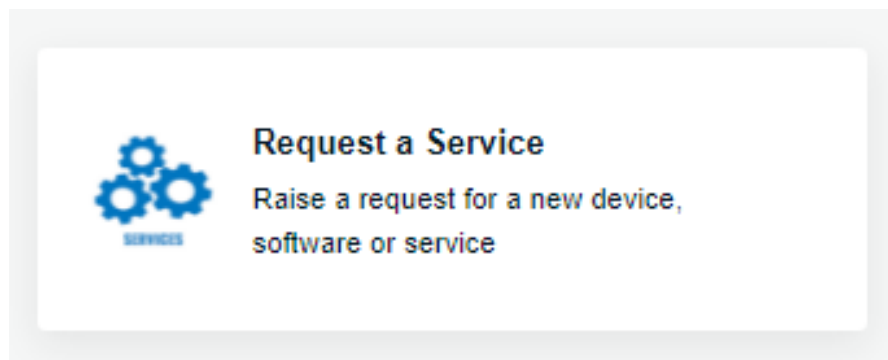 Request a Service
Raise a request for a new device,
software or service
SERVICES